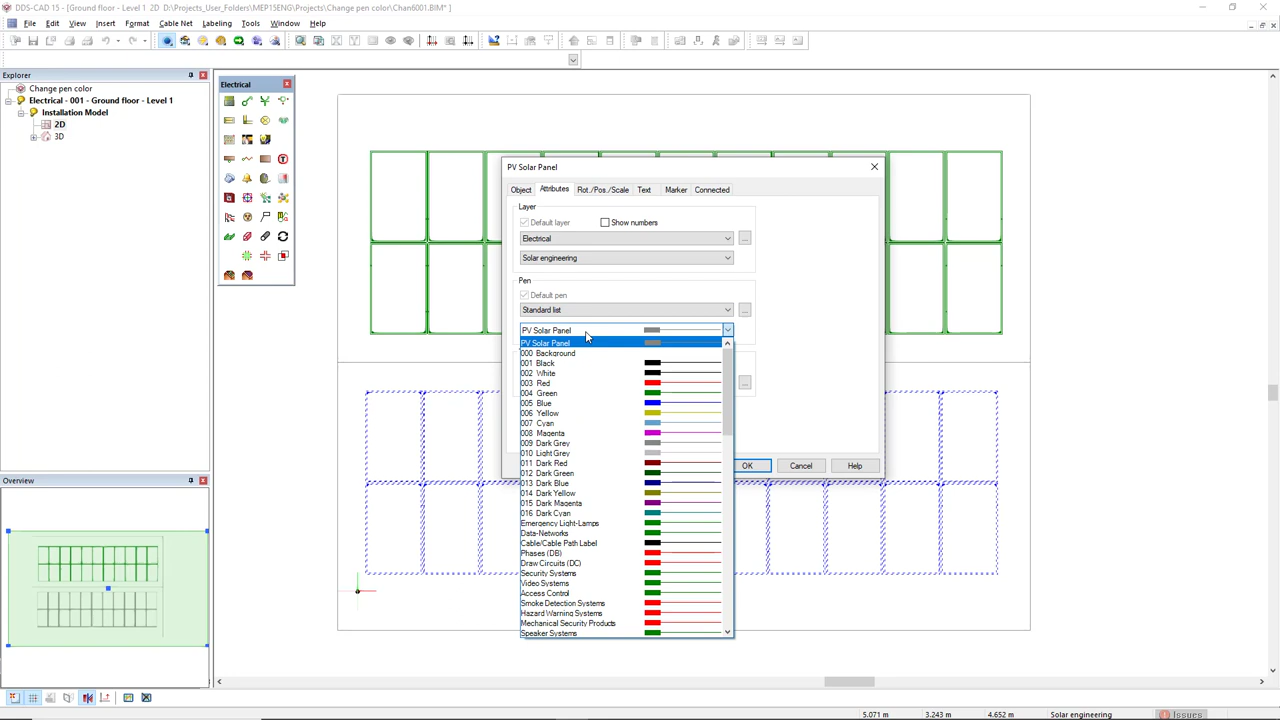 DDS-CAD 15 - [Ground floor - Level 1  2D  D:\Projects_User_Folders\MEP15ENG\Projects\Change pen color\Chan6001.BIM* ]
File Edit View Insert Format Cable Net Labeling Tools Window Help
Explorer
Change pen color
Electrical - 001 - Ground floor - Level 1
Installation Model
2D
3D
Electrical
Overview
PV Solar Panel
Object Attributes Rot./Pos./Scale Text Marker Connected
Layer
Default layer Show numbers
Electrical
...
Solar engineering
Pen
Default pen
Standard list
...
PV Solar Panel
PV Solar Panel
000 Background
001 Black
002 White
003 Red
004 Green
005 Blue
006 Yellow
007 Cyan
008 Magenta
009 Dark Grey
010 Light Grey
011 Dark Red
012 Dark Green
013 Dark Blue
014 Dark Yellow
015 Dark Magenta
016 Dark Cyan
Emergency Light-Lamps
Data-Networks
Cable/Cable Path Label
Phases (DB)
Draw Circuits (DC)
Security Systems
Video Systems
Access Control
Smoke Detection Systems
Hazard Warning Systems
Mechanical Security Products
Speaker Systems
...
OK Cancel Help
5.071 m 3.243 m 4.652 m Solar engineering Issues